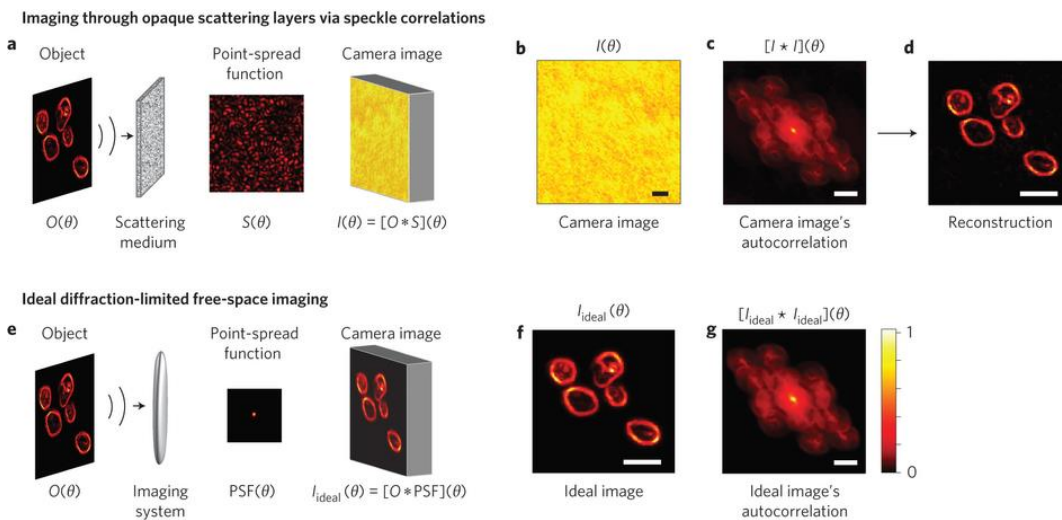 Imaging through opaque scattering layers via speckle correlations
a
Object
Point-spread
function
Camera image
O(θ)
Scattering
medium
S(θ)
I(θ) = [O ∗ S](θ)
b
I(θ)
Camera image
c
[I ⋆ I](θ)
Camera image's
autocorrelation
d
Reconstruction
Ideal diffraction-limited free-space imaging
e
Object
Point-spread
function
Camera image
O(θ)
Imaging
system
PSF(θ)
I_ideal (θ) = [O ∗ PSF](θ)
f
I_ideal (θ)
Ideal image
g
[I_ideal ⋆ I_ideal](θ)
Ideal image's
autocorrelation
1
0